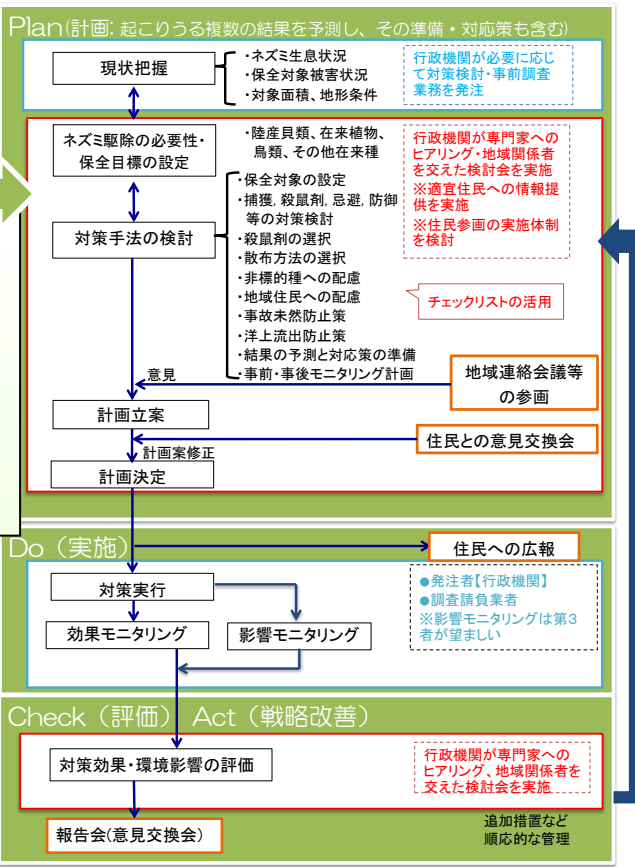 Plan(計画; 起こりうる複数の結果を予測し、その準備・対応策も含む)
現状把握
・ネズミ生息状況
・保全対象被害状況
・対象面積、地形条件
行政機関が必要に応じ
て対策検討・事前調査
業務を発注
ネズミ駆除の必要性・
保全目標の設定
・陸産貝類、在来植物、
鳥類、その他在来種
行政機関が専門家への
ヒアリング・地域関係者
を交えた検討会を実施
※適宜住民への情報提
供を実施
※住民参画の実施体制
を検討
対策手法の検討
・保全対象の設定
・捕獲, 殺鼠剤, 忌避, 防御
等の対策検討
・殺鼠剤の選択
・散布方法の選択
・非標的種への配慮
・地域住民への配慮
・事故未然防止策
・洋上流出防止策
・結果の予測と対応策の準備
・事前・事後モニタリング計画
チェックリストの活用
意見
地域連絡会議等
の参画
計画立案
住民との意見交換会
計画案修正
計画決定
Do（実施）
住民への広報
対策実行
●発注者【行政機関】
●調査請負業者
※影響モニタリングは第3
者が望ましい
効果モニタリング
影響モニタリング
Check（評価） Act（戦略改善）
対策効果・環境影響の評価
行政機関が専門家への
ヒアリング、地域関係者を
交えた検討会を実施
報告会(意見交換会)
追加措置など
順応的な管理